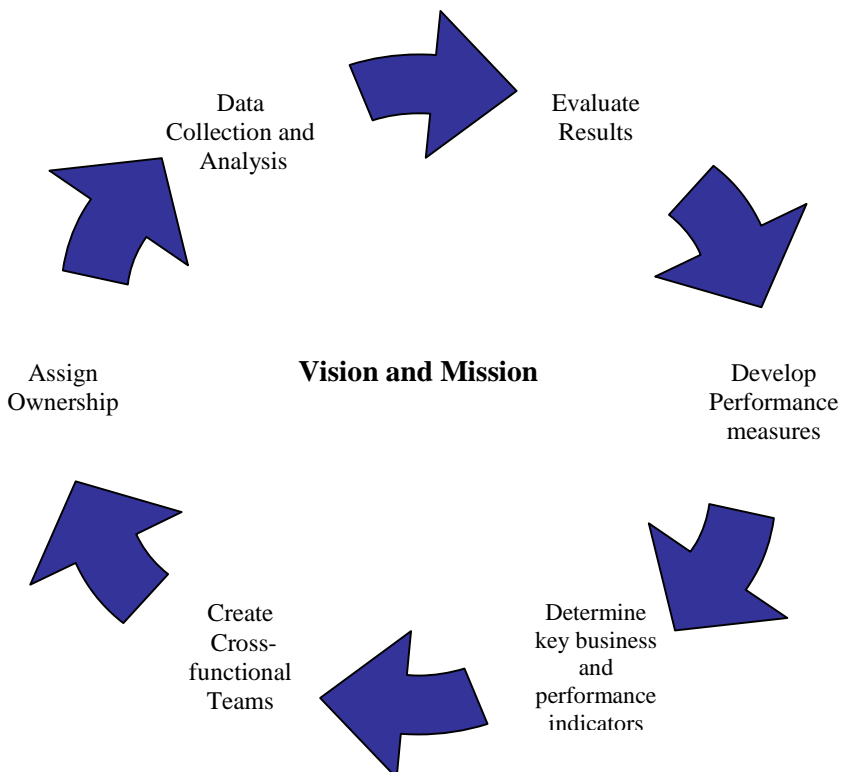 Data
Collection and
Analysis
Evaluate
Results
Assign
Ownership
Vision and Mission
Develop
Performance
measures
Create
Cross-
functional
Teams
Determine
key business
and
performance
indicators